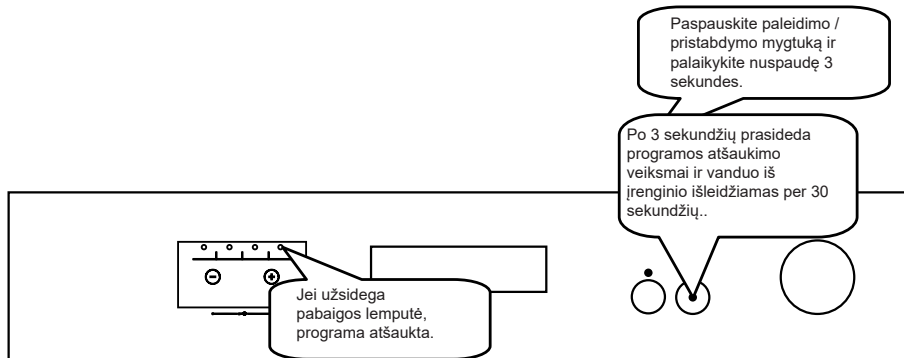 Paspauskite paleidimo /
pristabdymo mygtuką ir
palaikykite nuspaudę 3
sekundes.
Po 3 sekundžių prasideda
programos atšaukimo
veiksmai ir vanduo iš
įrenginio išleidžiamas per 30
sekundžių..
Jei užsidega
pabaigos lemputė,
programa atšaukta.